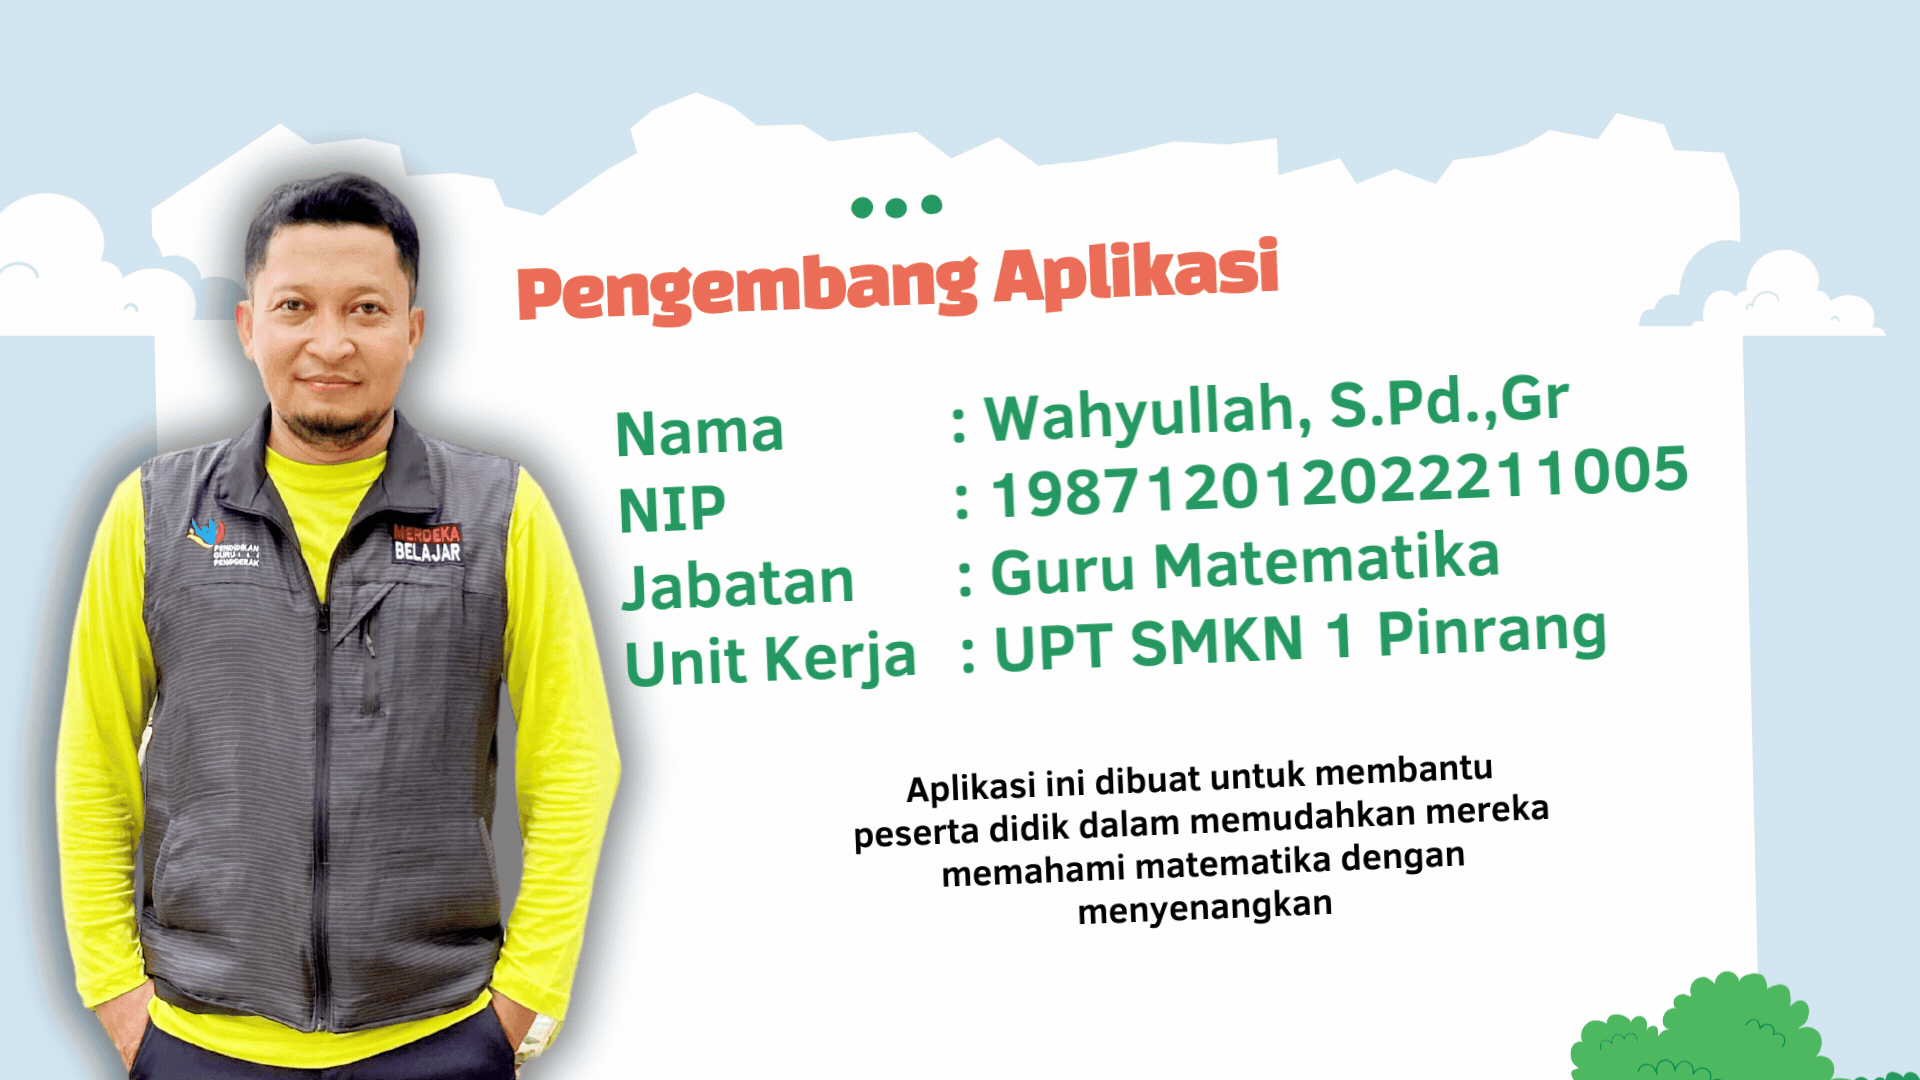 Pengembang Aplikasi
Nama : Wahyullah, S.Pd.,Gr
NIP : 198712012022211005
Jabatan : Guru Matematika
Unit Kerja : UPT SMKN 1 Pinrang
PENDIDIKAN
GURU
PENGGERAK
MERDEKA
BELAJAR
Aplikasi ini dibuat untuk membantu
peserta didik dalam memudahkan mereka
memahami matematika dengan
menyenangkan